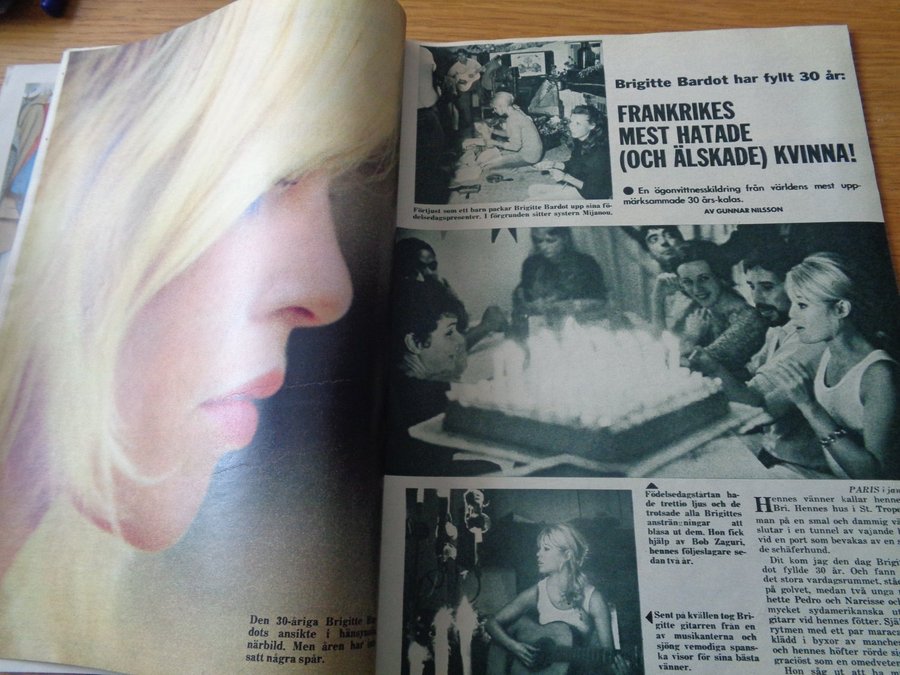 Den 30-åriga Brigitte
dots ansikte i
närbild. Men åren har
satt några spår.
Förtjust som ett barn packar Brigitte Bardot upp sina fö-
delsedagspresenter. I förgrunden sitter systern Mijanou.
Brigitte Bardot har fyllt 30 år:
FRANKRIKES
MEST HATADE
(OCH ÄLSKADE) KVINNA!
● En ögonvittnesskildring från världens mest upp-
märksammade 30 års-kalas.
AV GUNNAR NILSSON
Födelsedagstårtan ha-
de trettio ljus och de
trotsade alla Brigittes
ansträngningar att
blåsa ut dem. Hon fick
hjälp av Bob Zaguri,
hennes följeslagare se-
dan två år.
Sent på kvällen tog Bri-
gitte gitarren från en
av musikanterna och
sjöng vemodiga spans-
ka visor för sina bästa
vänner.
PARIS i
Hennes vänner kallar henne
Bri. Hennes hus i St. Trope
man på en smal och dammig
slutar i en tunnel av vajande
vid en port som bevakas av en
de schäferhund.
Dit kom jag den dag Brigi
dot fyllde 30 år. Och fann
det stora vardagsrummet,
på golvet, medan två unga
hette Pedro och Narcisse oc
mycket sydamerikanska ut
gitarr vid hennes fötter.
rytmen med ett par maraca
klädd i byxor av manches
och hennes höfter rörde si
graciöst som en omedveten
Hon såg ut att ha